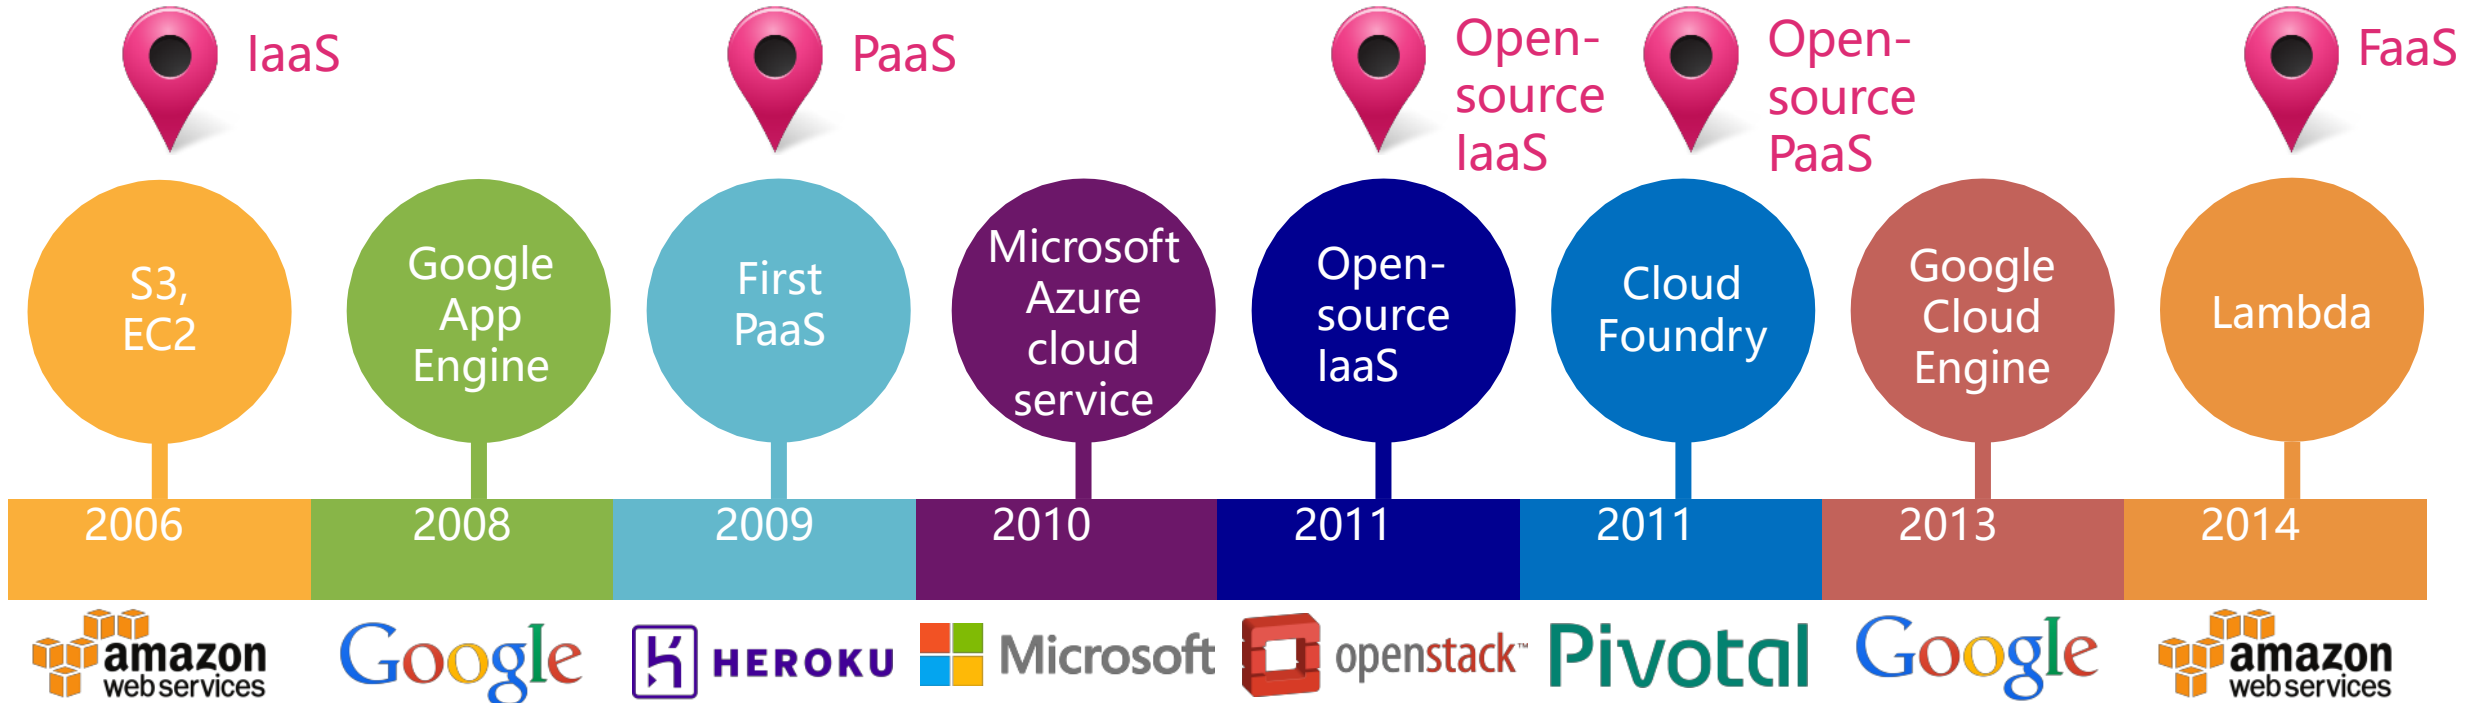 IaaS
PaaS
Open-
source
IaaS
Open-
source
PaaS
FaaS
S3,
EC2
Google
App
Engine
First
PaaS
Microsoft
Azure
cloud
service
Open-
source
IaaS
Cloud
Foundry
Google
Cloud
Engine
Lambda
2006
2008
2009
2010
2011
2011
2013
2014
amazon
web services
Google
HEROKU
Microsoft
openstack™
Pivotal
Google
amazon
web services